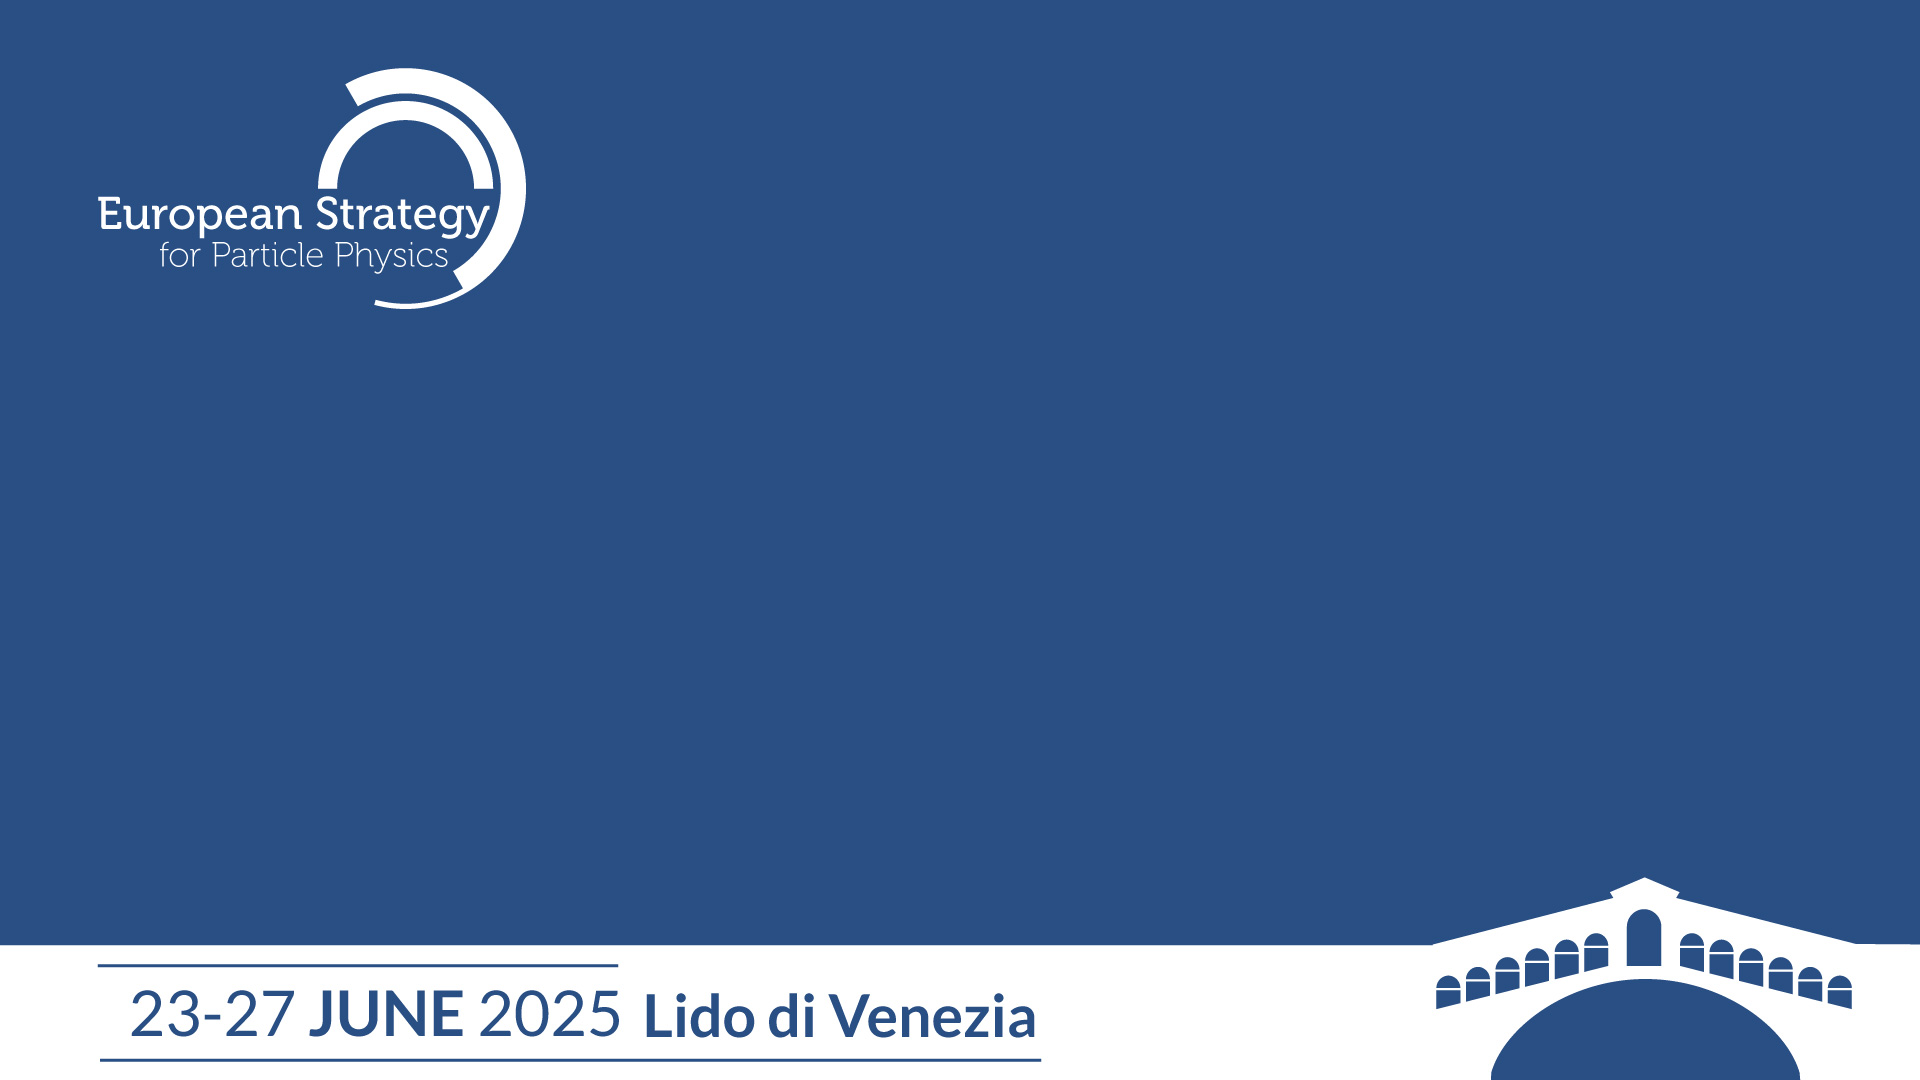 European Strategy
for Particle Physics
23-27 JUNE 2025 Lido di Venezia